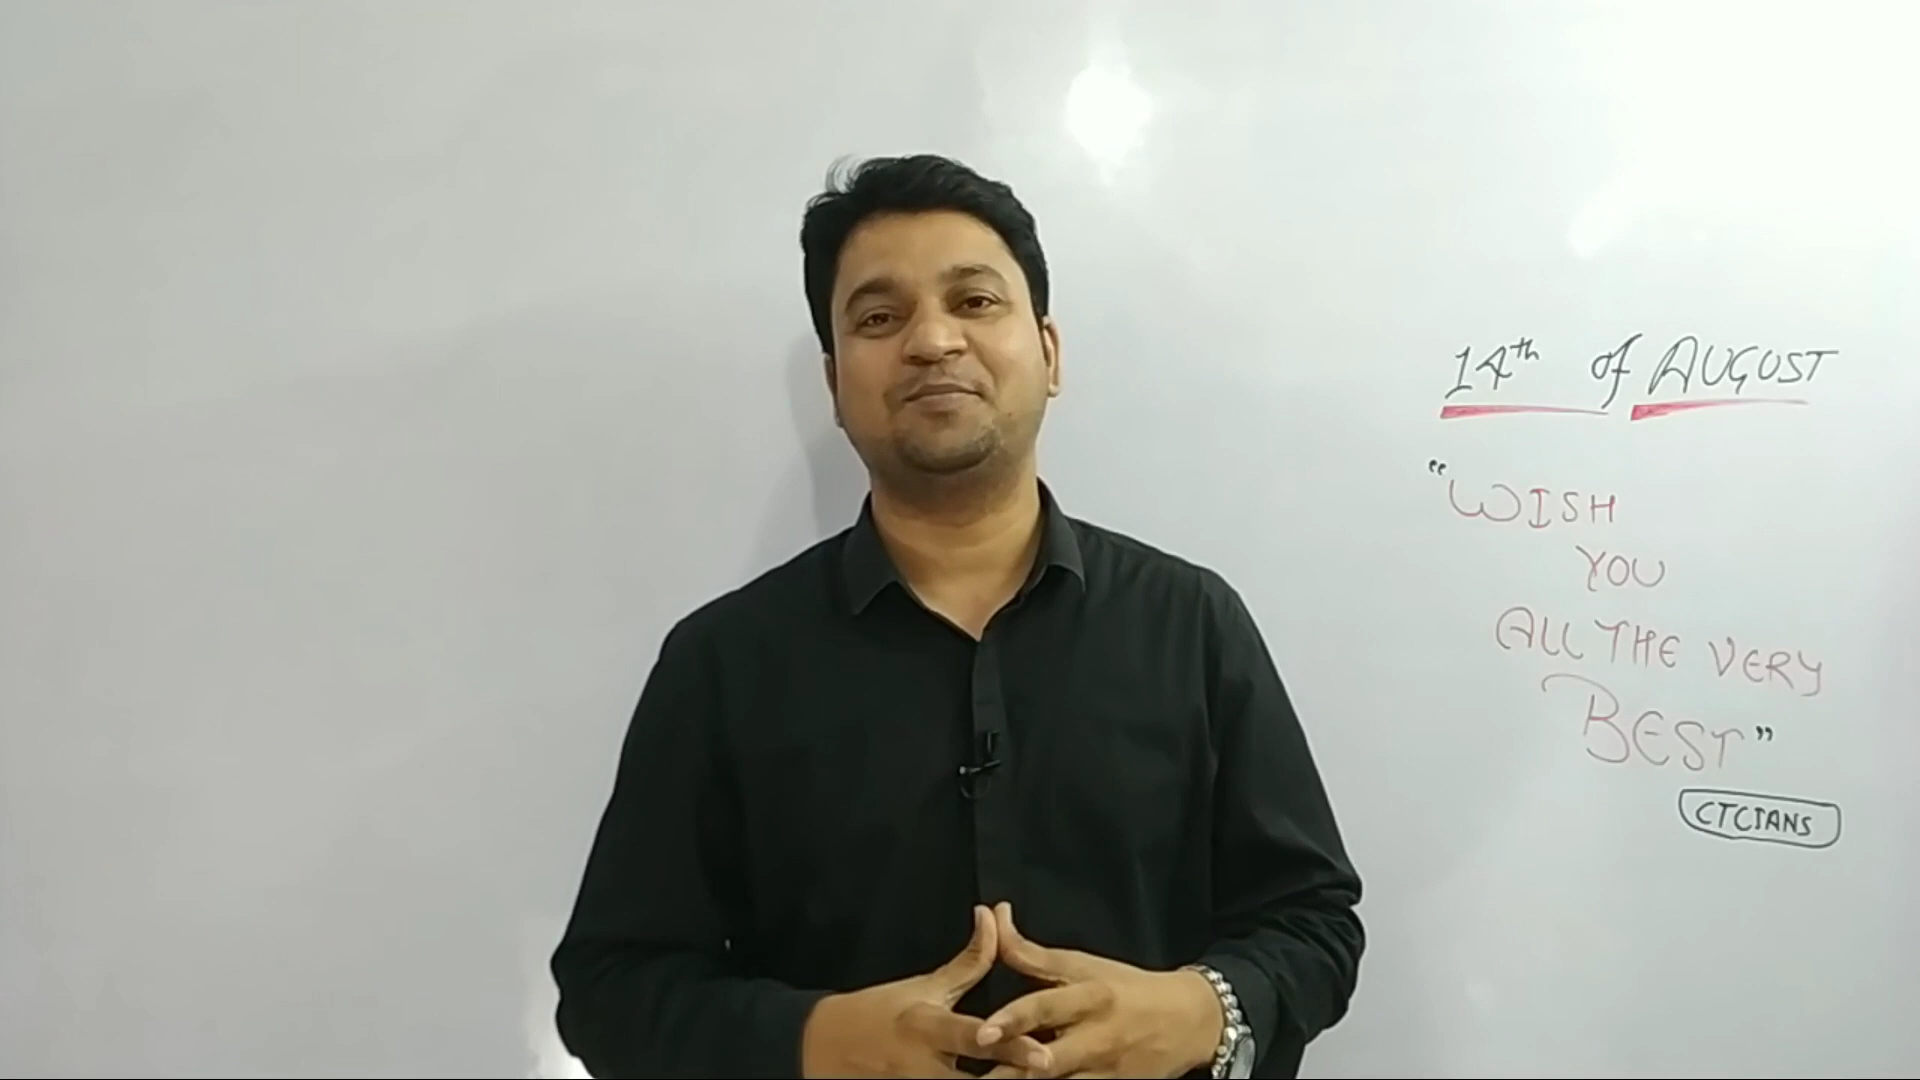 14th of AUGUST
"WISH
YOU
ALL THE VERY
BEST"
CTCIANS